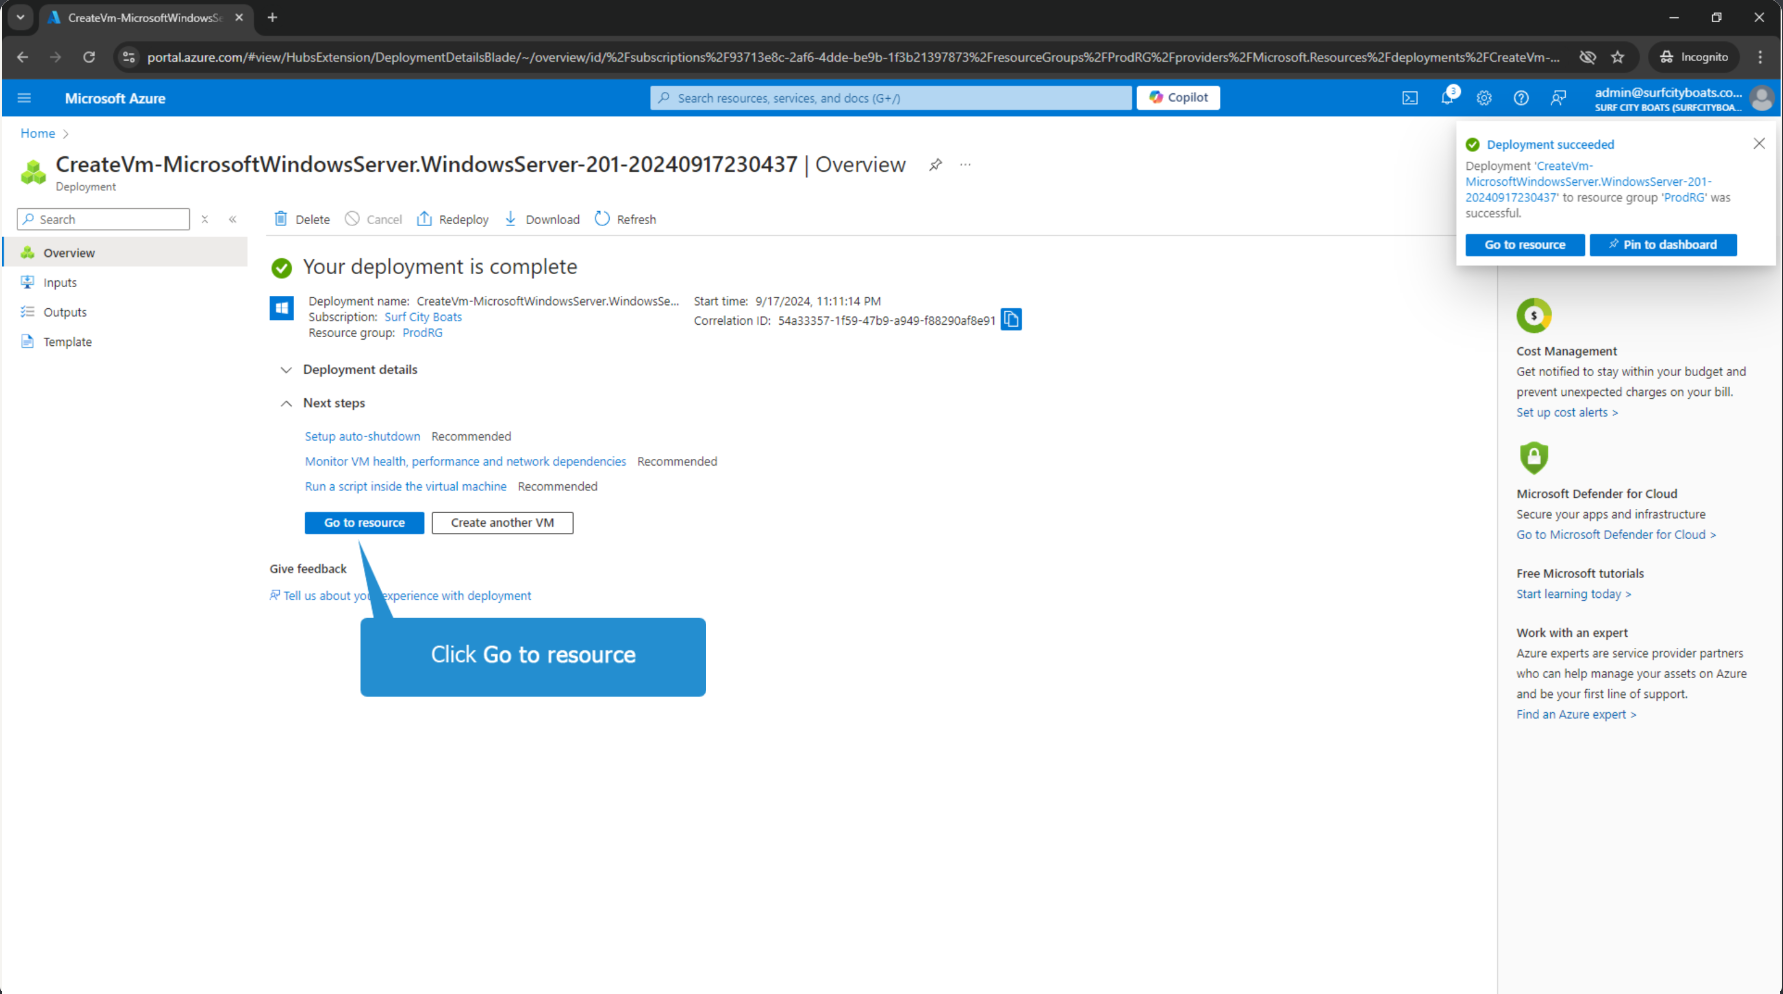 CreateVm-MicrosoftWindowsSe
portal.azure.com/#view/HubsExtension/DeploymentDetailsBlade/~/overview/id/%2Fsubscriptions%2F93713e8c-2af6-4dde-be9b-1f3b21397873%2FresourceGroups%2FProdRG%2Fproviders%2FMicrosoft.Resources%2Fdeployments%2FCreateVm-...
Incognito
Microsoft Azure
Search resources, services, and docs (G+/)
Copilot
3
admin@surfcityboats.co...
SURF CITY BOATS (SURFCITYBOA...
Home >
CreateVm-MicrosoftWindowsServer.WindowsServer-201-20240917230437 | Overview
Deployment
Search
Delete
Cancel
Redeploy
Download
Refresh
Overview
Inputs
Outputs
Template
Your deployment is complete
Deployment name: CreateVm-MicrosoftWindowsServer.WindowsSe...
Subscription: Surf City Boats
Resource group: ProdRG
Start time: 9/17/2024, 11:11:14 PM
Correlation ID: 54a33357-1f59-47b9-a949-f88290af8e91
Deployment details
Next steps
Setup auto-shutdown Recommended
Monitor VM health, performance and network dependencies Recommended
Run a script inside the virtual machine Recommended
Go to resource
Create another VM
Give feedback
Tell us about you experience with deployment
Click Go to resource
Deployment succeeded
Deployment 'CreateVm-
MicrosoftWindowsServer.WindowsServer-201-
20240917230437' to resource group 'ProdRG' was
successful.
Go to resource
Pin to dashboard
$
Cost Management
Get notified to stay within your budget and
prevent unexpected charges on your bill.
Set up cost alerts >
Microsoft Defender for Cloud
Secure your apps and infrastructure
Go to Microsoft Defender for Cloud >
Free Microsoft tutorials
Start learning today >
Work with an expert
Azure experts are service provider partners
who can help manage your assets on Azure
and be your first line of support.
Find an Azure expert >